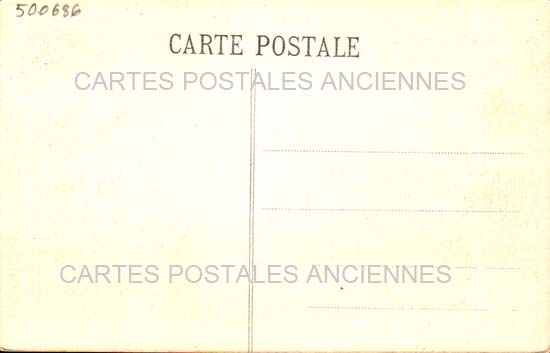 500686
CARTE POSTALE
CARTES POSTALES ANCIENNES
CARTES POSTALES ANCIENNES